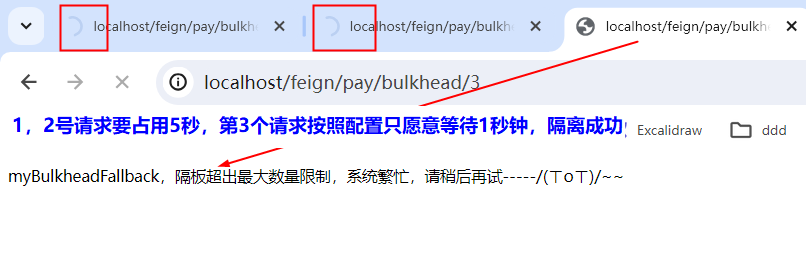 localhost/feign/pay/bulkhe
localhost/feign/pay/bulkhe
localhost/feign/pay/bulkhe
localhost/feign/pay/bulkhead/3
1，2号请求要占用5秒，第3个请求按照配置只愿意等待1秒钟，隔离成功
Excalidraw
ddd
myBulkheadFallback，隔板超出最大数量限制，系统繁忙，请稍后再试-----/(ㄒoㄒ)/~~